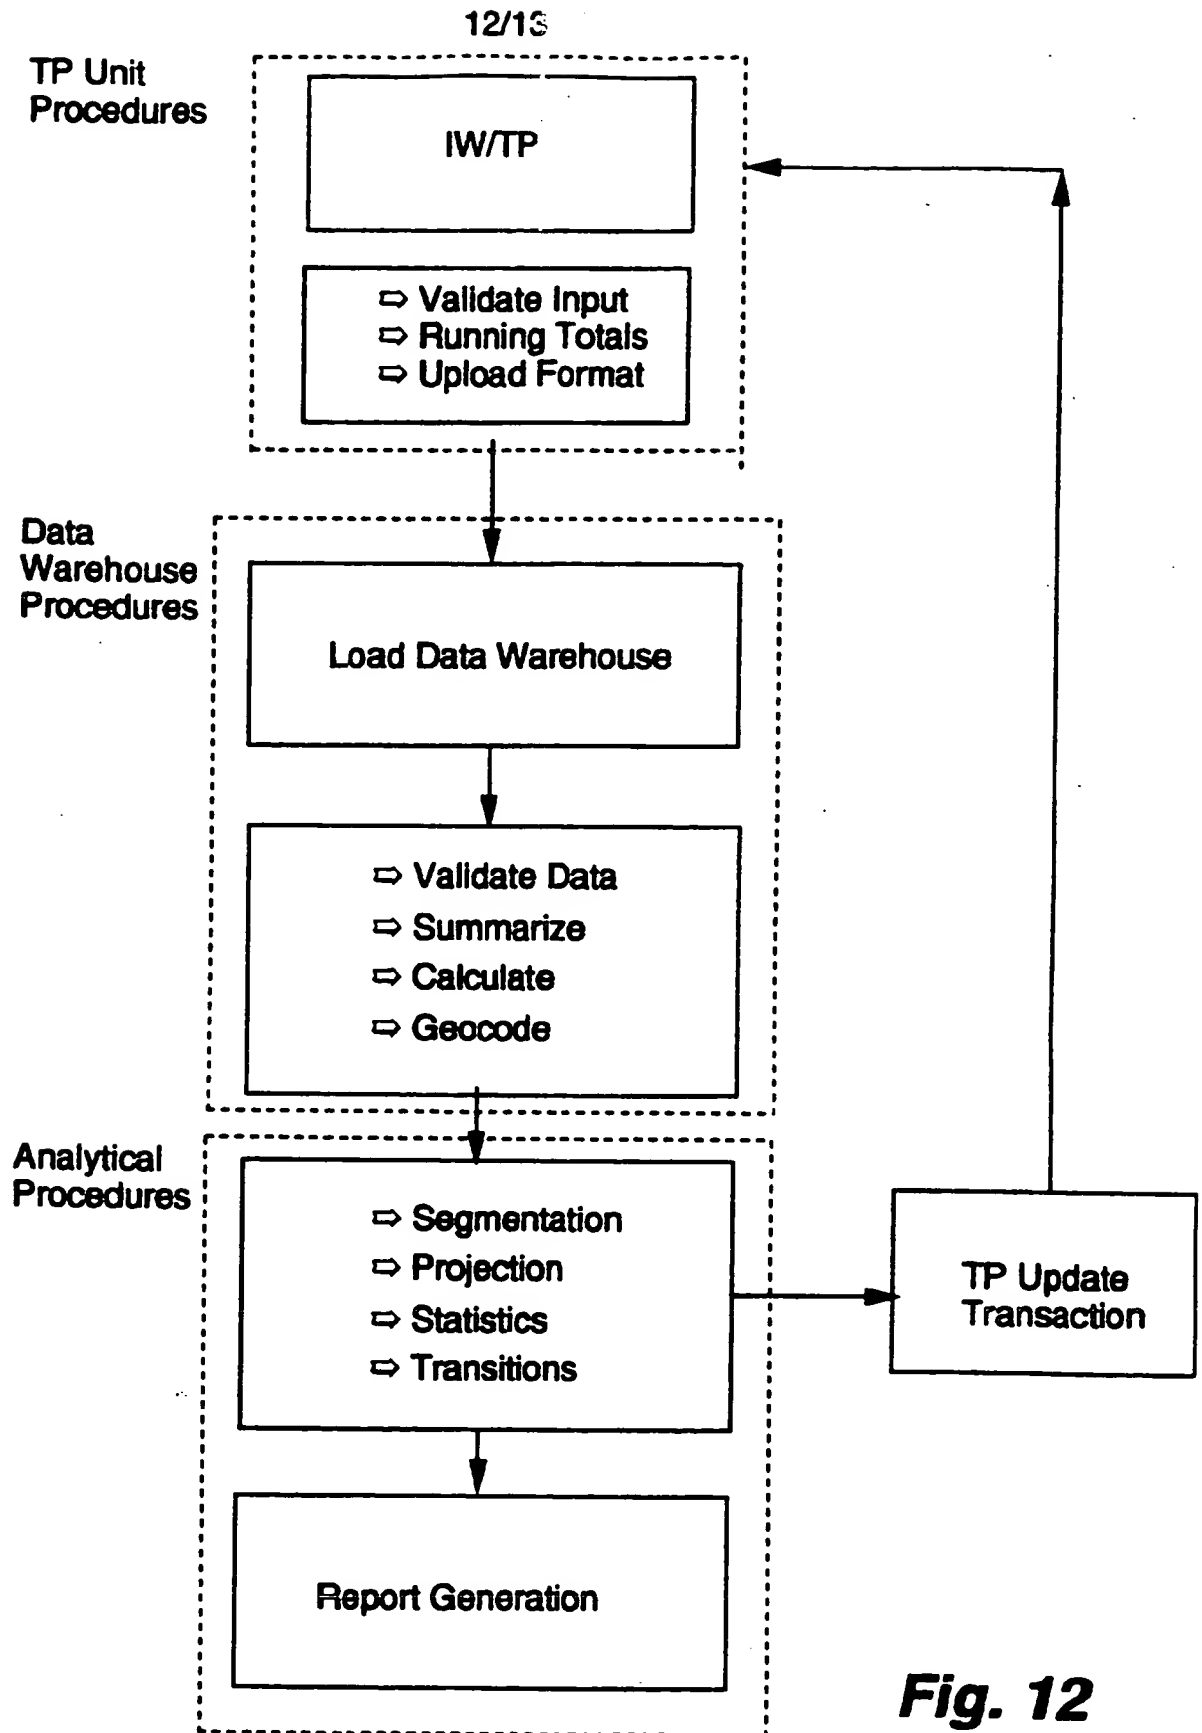 12/13
TP Unit
Procedures
IW/TP
⇨ Validate Input
⇨ Running Totals
⇨ Upload Format
Data
Warehouse
Procedures
Load Data Warehouse
⇨ Validate Data
⇨ Summarize
⇨ Calculate
⇨ Geocode
Analytical
Procedures
⇨ Segmentation
⇨ Projection
⇨ Statistics
⇨ Transitions
TP Update
Transaction
Report Generation
Fig. 12